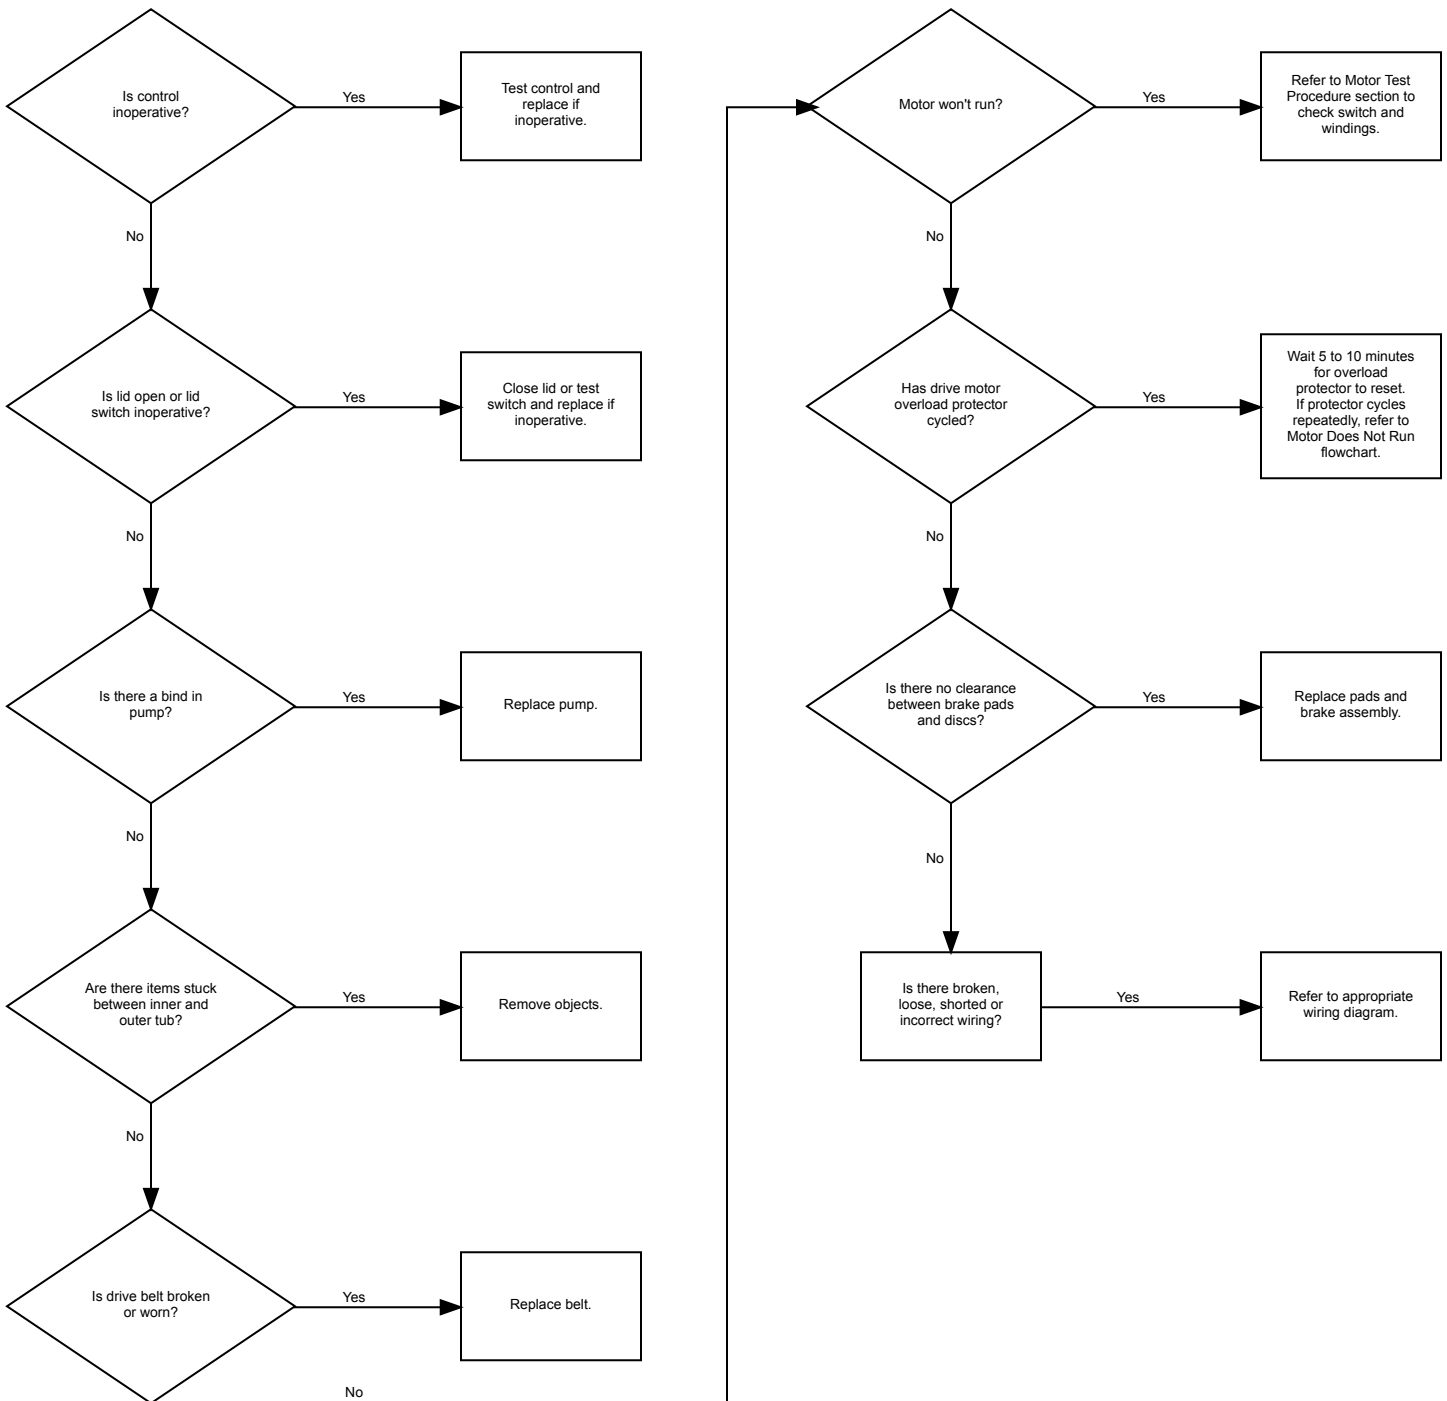 Is control
inoperative?
Yes
Test control and
replace if
inoperative.
No
Is lid open or lid
switch inoperative?
Yes
Close lid or test
switch and replace if
inoperative.
No
Is there a bind in
pump?
Yes
Replace pump.
No
Are there items stuck
between inner and
outer tub?
Yes
Remove objects.
No
Is drive belt broken
or worn?
Yes
Replace belt.
No
Motor won't run?
Yes
Refer to Motor Test
Procedure section to
check switch and
windings.
No
Has drive motor
overload protector
cycled?
Yes
Wait 5 to 10 minutes
for overload
protector to reset.
If protector cycles
repeatedly, refer to
Motor Does Not Run
flowchart.
No
Is there no clearance
between brake pads
and discs?
Yes
Replace pads and
brake assembly.
No
Is there broken,
loose, shorted or
incorrect wiring?
Yes
Refer to appropriate
wiring diagram.